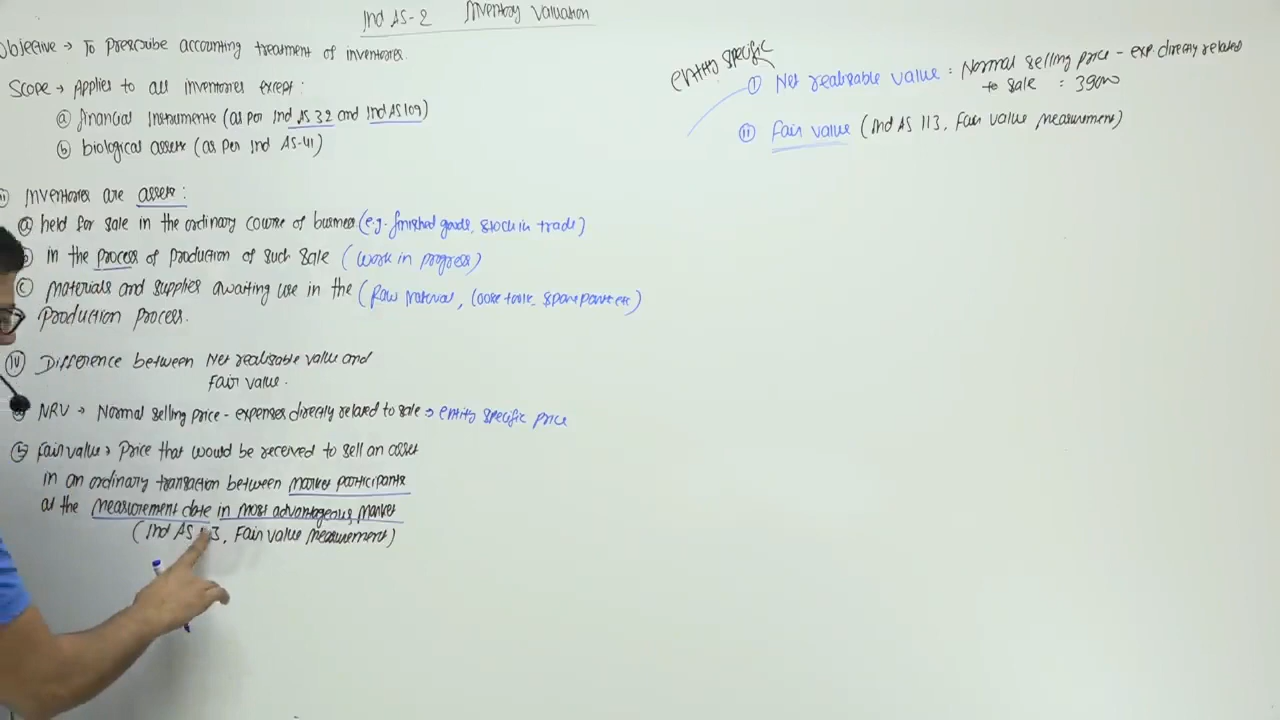 Ind AS-2 Inventory Valuation
Objective → To Prescribe accounting treatment of inventories.
Scope → Applies to all inventories except:
(a) financial instruments (as per Ind AS 32 and Ind AS 109)
(b) biological assets (as per Ind AS-41)
Inventories are assets:
(a) held for sale in the ordinary course of business (e.g. finished goods, stock in trade)
in the process of production of such sale (work in progress)
(c) materials and supplies awaiting use in the (Raw material, loose tools, spare parts etc)
production process.
(iv) Difference between Net realisable value and
Fair value.
NRV → Normal selling price - expenses directly related to sale → entity specific price
(b) fair value → Price that would be received to sell an asset
in an ordinary transaction between market participants
at the measurement date in most advantageous market
(Ind AS 113, Fair value measurement)
entity specific
(i) Net realisable value = Normal selling price - exp. directly related
to sale = 3900
(ii) Fair value (Ind AS 113, Fair value measurement)